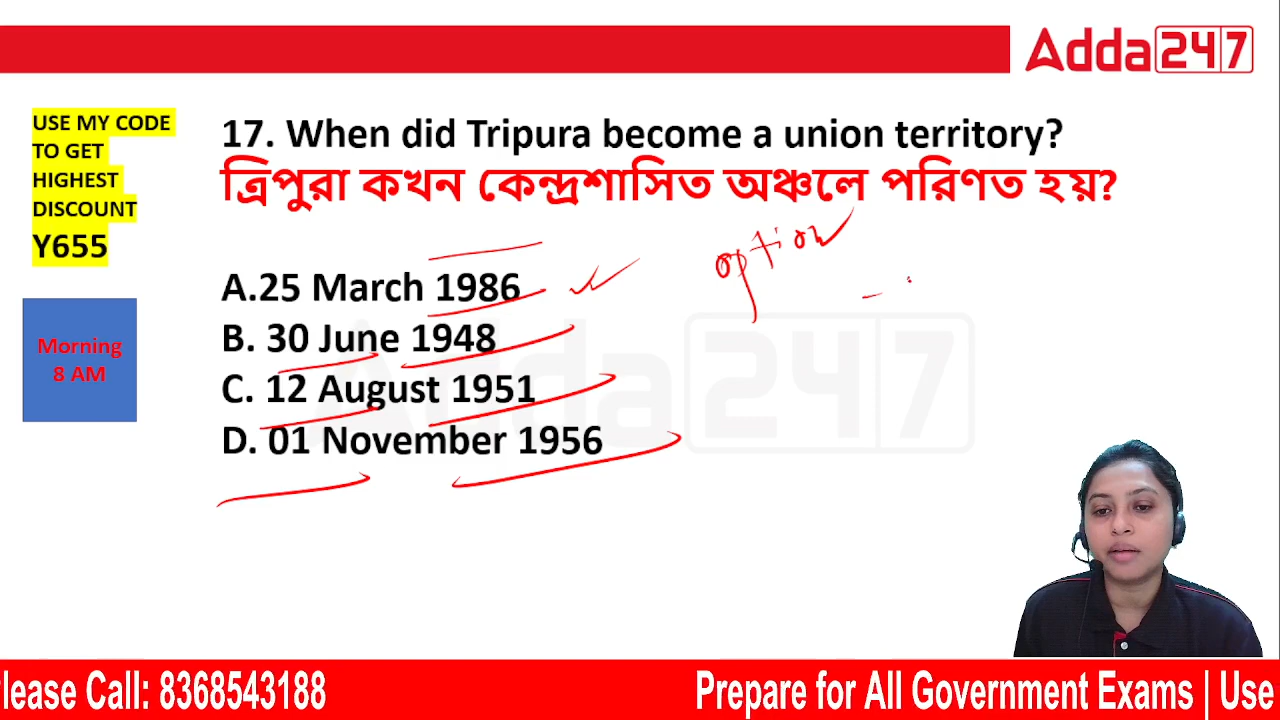 Adda247
USE MY CODE
TO GET
HIGHEST
DISCOUNT
Y655
Morning
8 AM
17. When did Tripura become a union territory?
ত্রিপুরা কখন কেন্দ্রশাসিত অঞ্চলে পরিণত হয়?
option
A.25 March 1986
B. 30 June 1948
C. 12 August 1951
D. 01 November 1956
Adda247
lease Call: 8368543188
Prepare for All Government Exams | Use